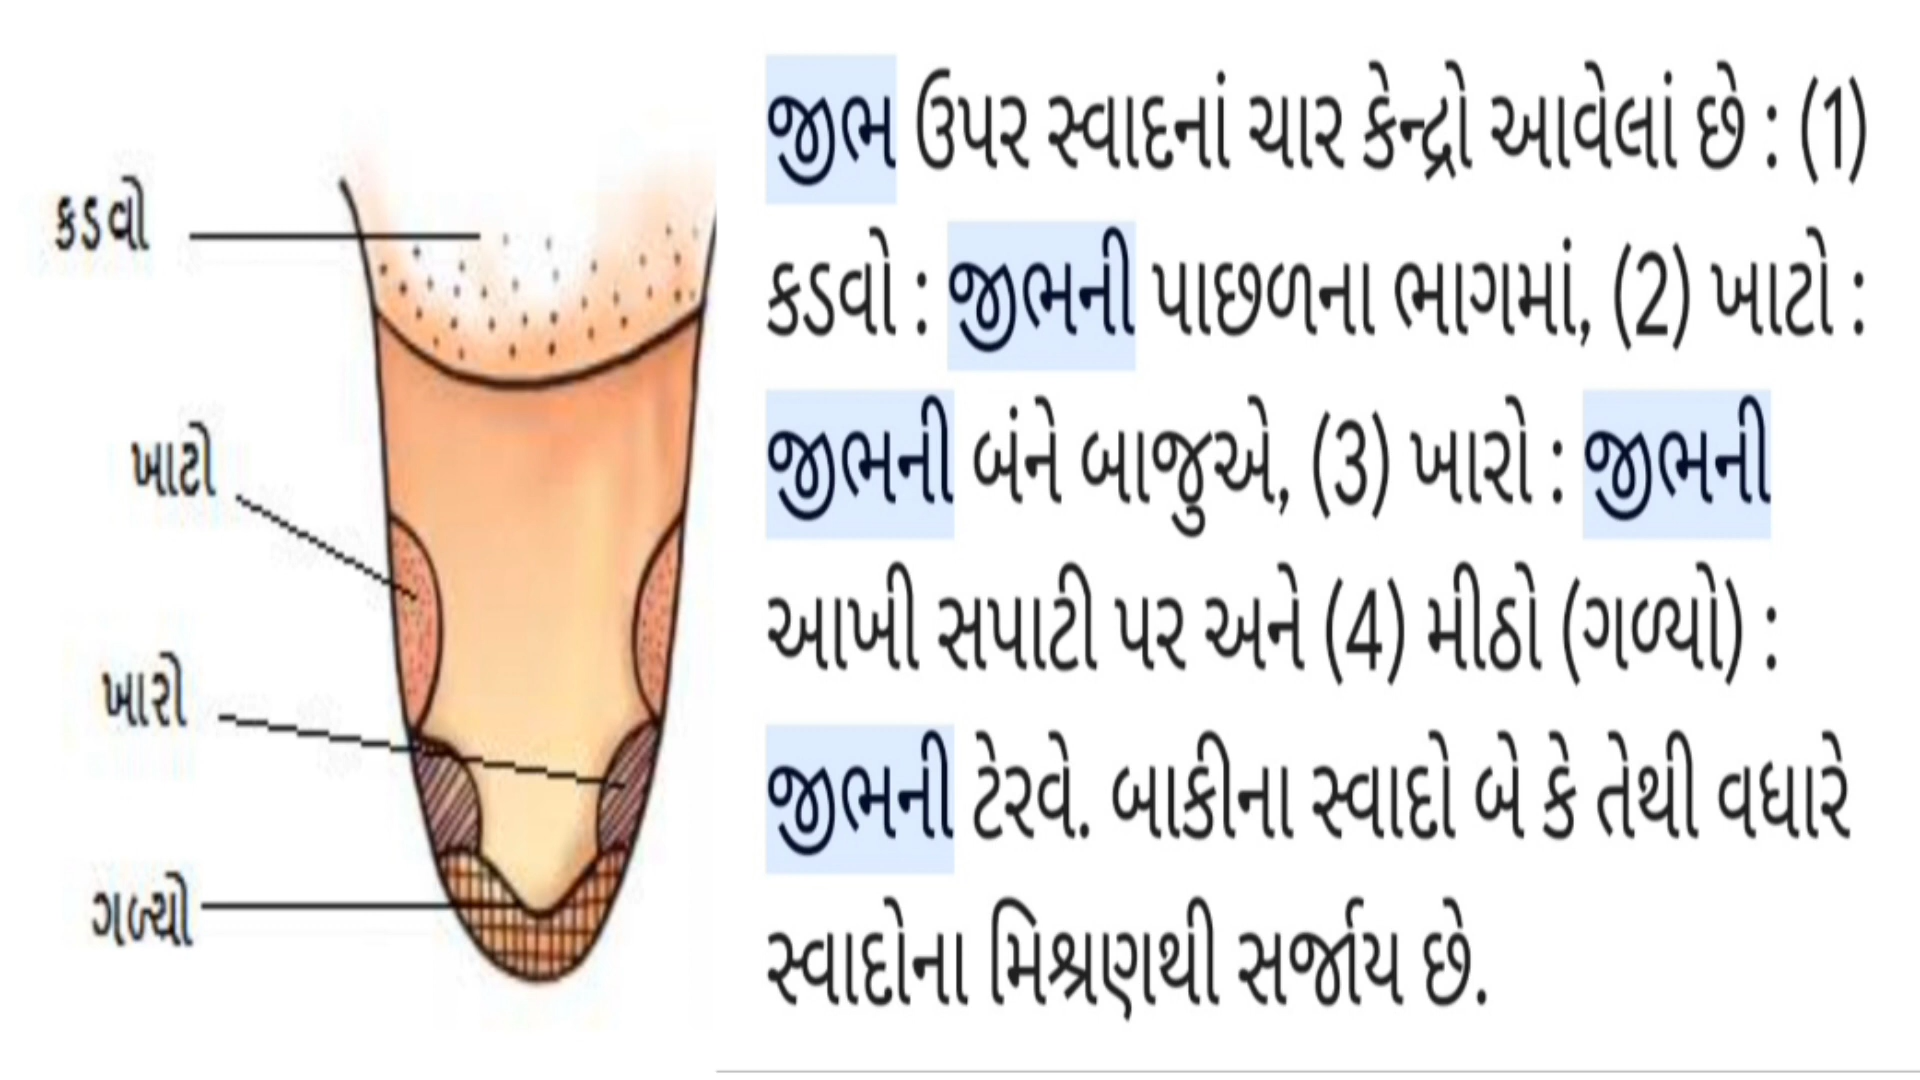 કડવો
ખાટો
ખારો
ગળ્યો
જીભ ઉપર સ્વાદનાં ચાર કેન્દ્રો આવેલાં છે : (1)
કડવો : જીભની પાછળના ભાગમાં, (2) ખાટો :
જીભની બંને બાજુએ, (3) ખારો : જીભની
આખી સપાટી પર અને (4) મીઠો (ગળ્યો) :
જીભની ટેરવે. બાકીના સ્વાદો બે કે તેથી વધારે
સ્વાદોના મિશ્રણથી સર્જાય છે.